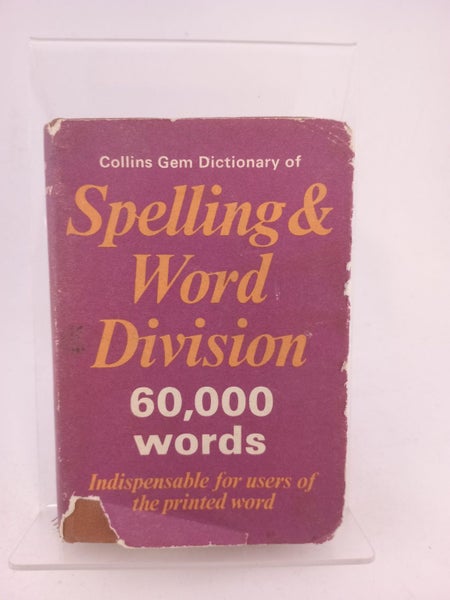 Collins Gem Dictionary of
Spelling &
Word
Division
60,000
words
Indispensable for users of
the printed word